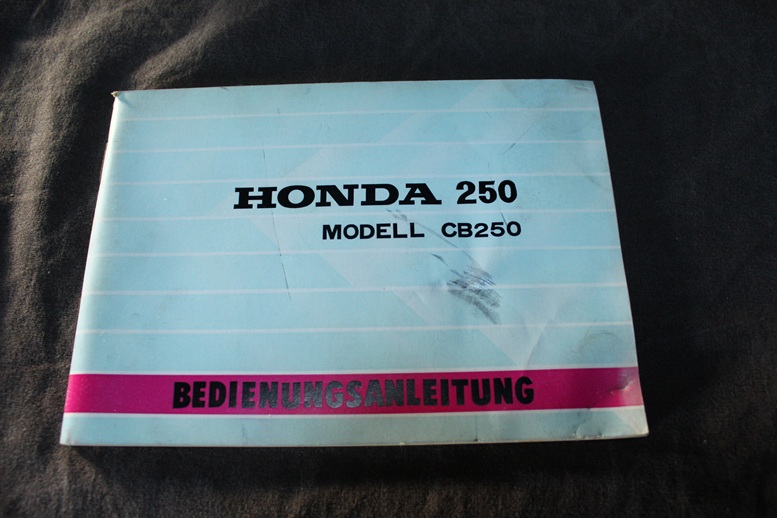 HONDA 250
MODELL CB250
BEDIENUNGSANLEITUNG